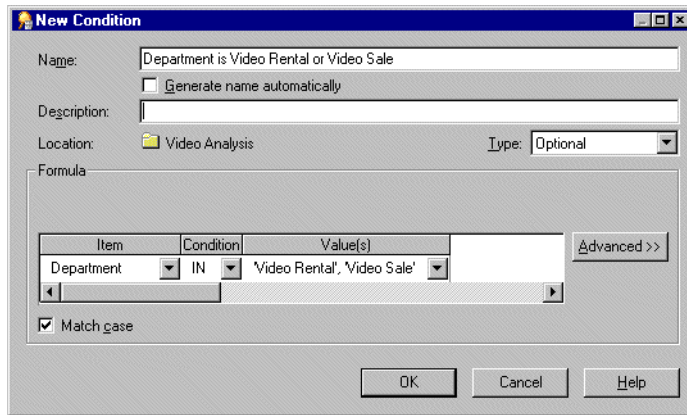 New Condition
Name: Department is Video Rental or Video Sale
Generate name automatically
Description:
Location: Video Analysis Type: Optional
Formula
Item Condition Value(s)
Department IN 'Video Rental', 'Video Sale'
Advanced >>
Match case
OK Cancel Help